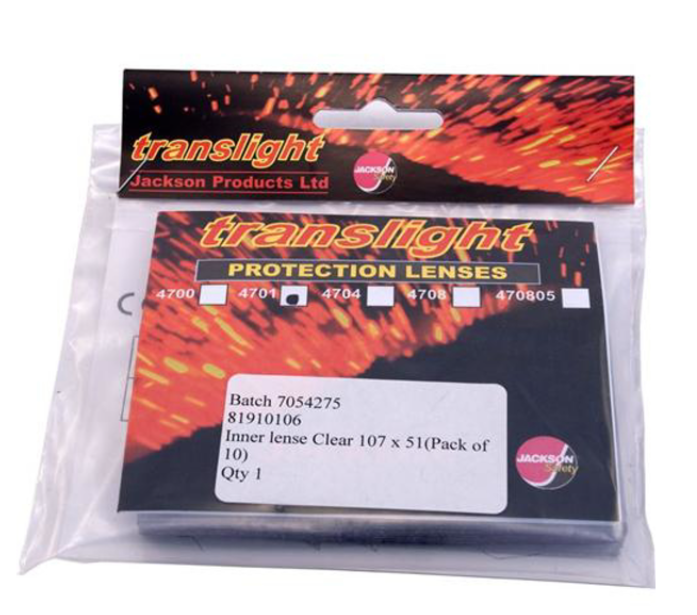 translight
Jackson Products Ltd
JACKSON
Safety
translight
PROTECTION LENSES
4700 4701 4704 4708 470805
Batch 7054275
81910106
Inner lense Clear 107 x 51(Pack of
10)
Qty 1
JACKSON
Safety